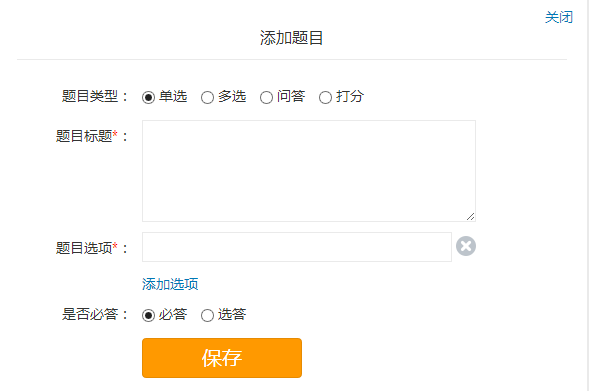 关闭
添加题目
题目类型： 单选 多选 问答 打分
题目标题*：
题目选项*：
添加选项
是否必答： 必答 选答
保存